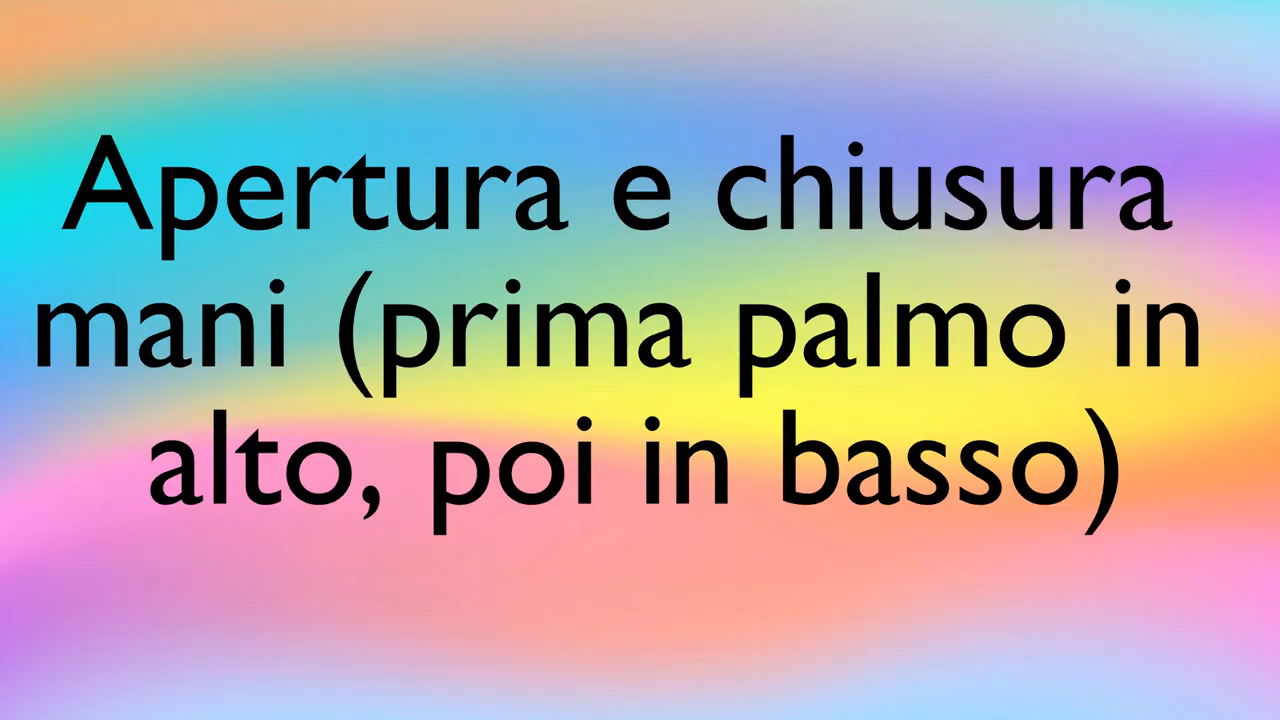 Apertura e chiusura
mani (prima palmo in
alto, poi in basso)